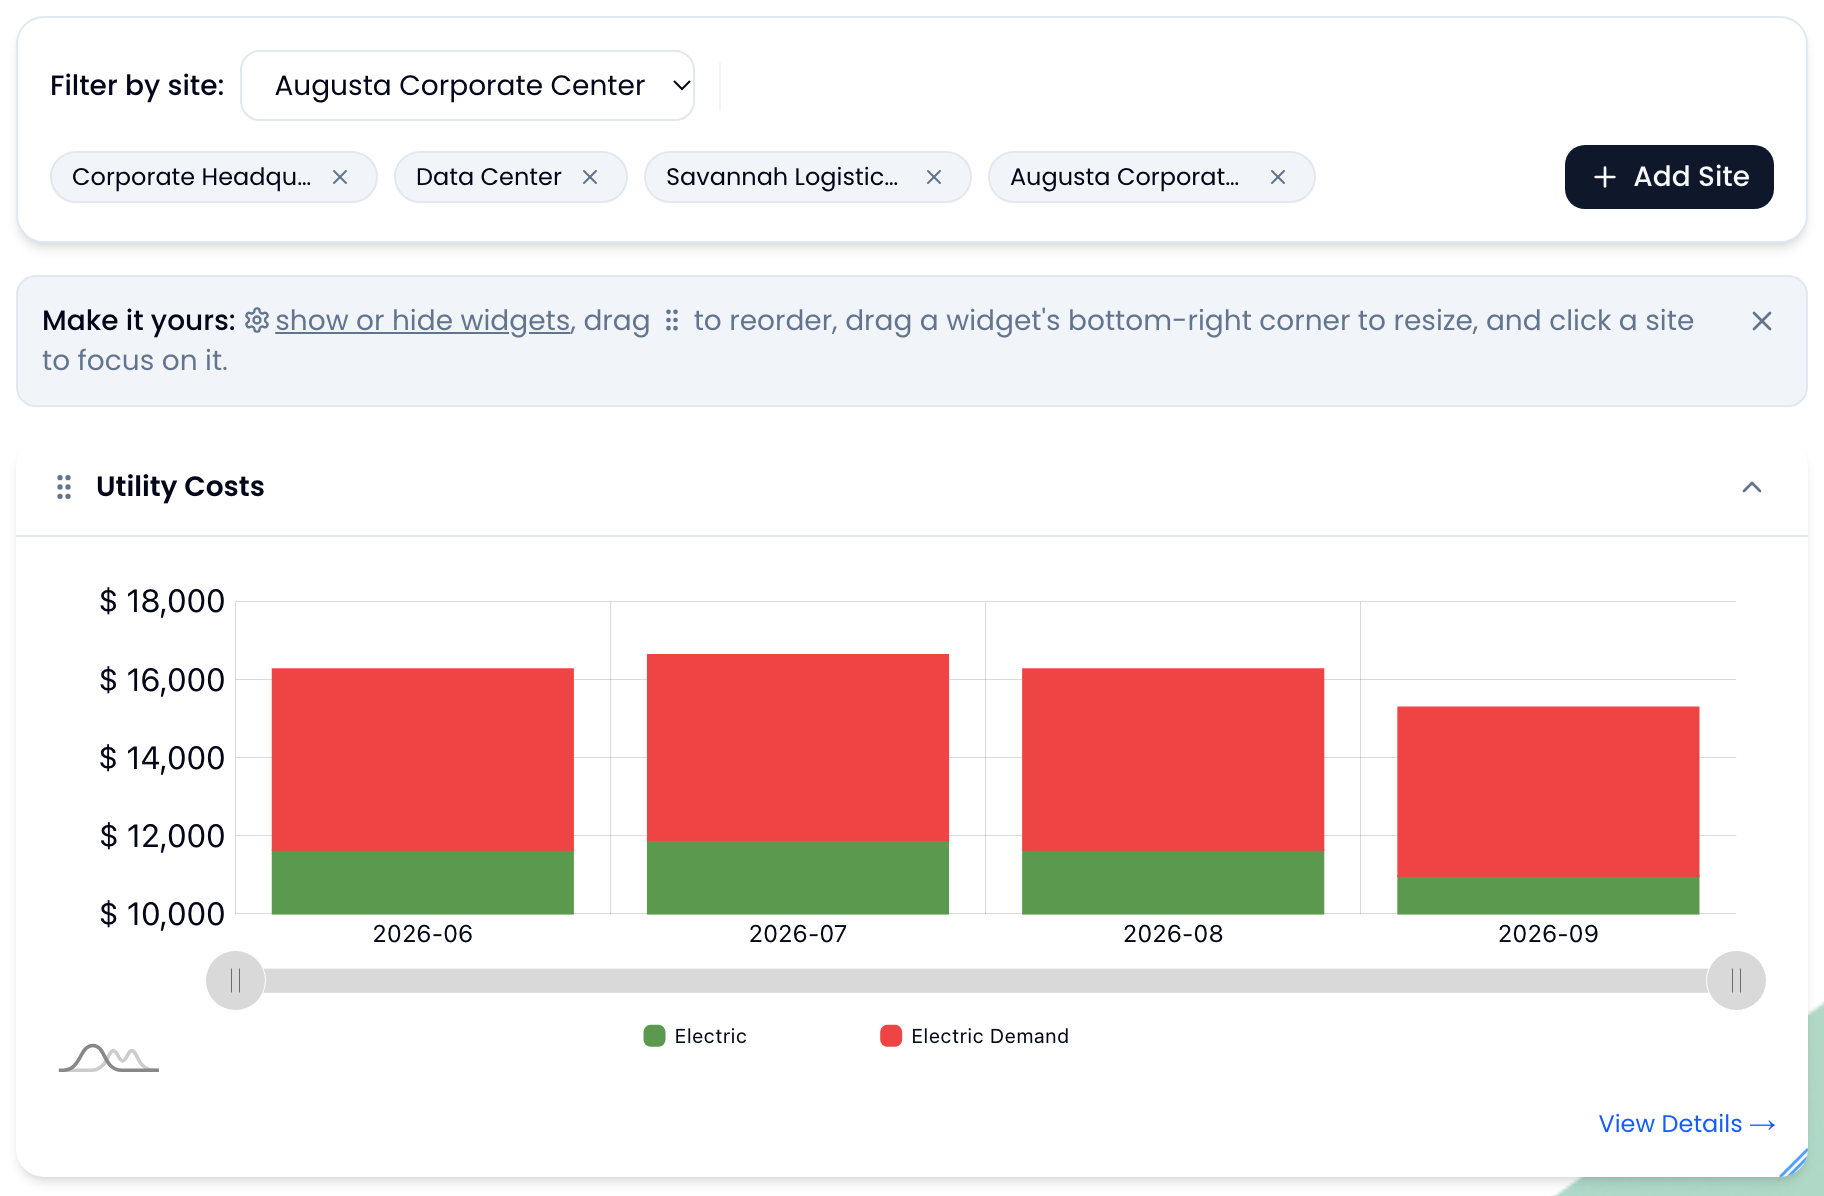 Filter by site: Augusta Corporate Center
Corporate Headqu... Data Center Savannah Logistic... Augusta Corporat... + Add Site
Make it yours: show or hide widgets, drag to reorder, drag a widget's bottom-right corner to resize, and click a site
to focus on it.
Utility Costs
$ 18,000
$ 16,000
$ 14,000
$ 12,000
$ 10,000
2026-06 2026-07 2026-08 2026-09
Electric Electric Demand
View Details →